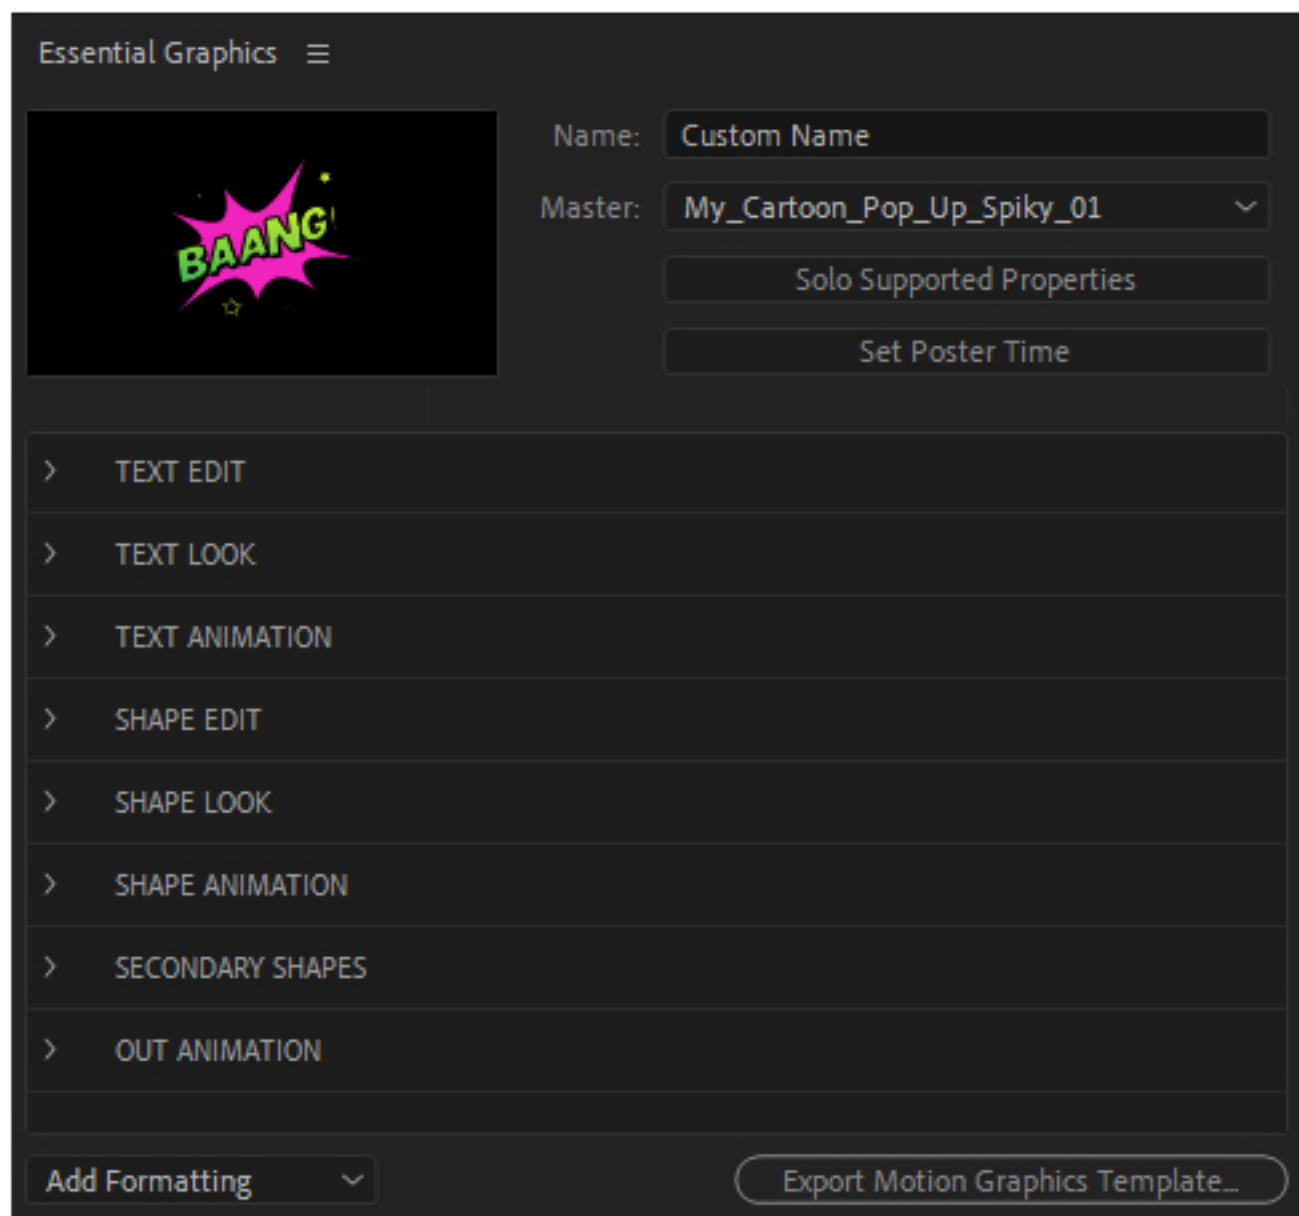 Essential Graphics
BAANG!
Name: Custom Name
Master: My_Cartoon_Pop_Up_Spiky_01
Solo Supported Properties
Set Poster Time
TEXT EDIT
TEXT LOOK
TEXT ANIMATION
SHAPE EDIT
SHAPE LOOK
SHAPE ANIMATION
SECONDARY SHAPES
OUT ANIMATION
Add Formatting
Export Motion Graphics Template...